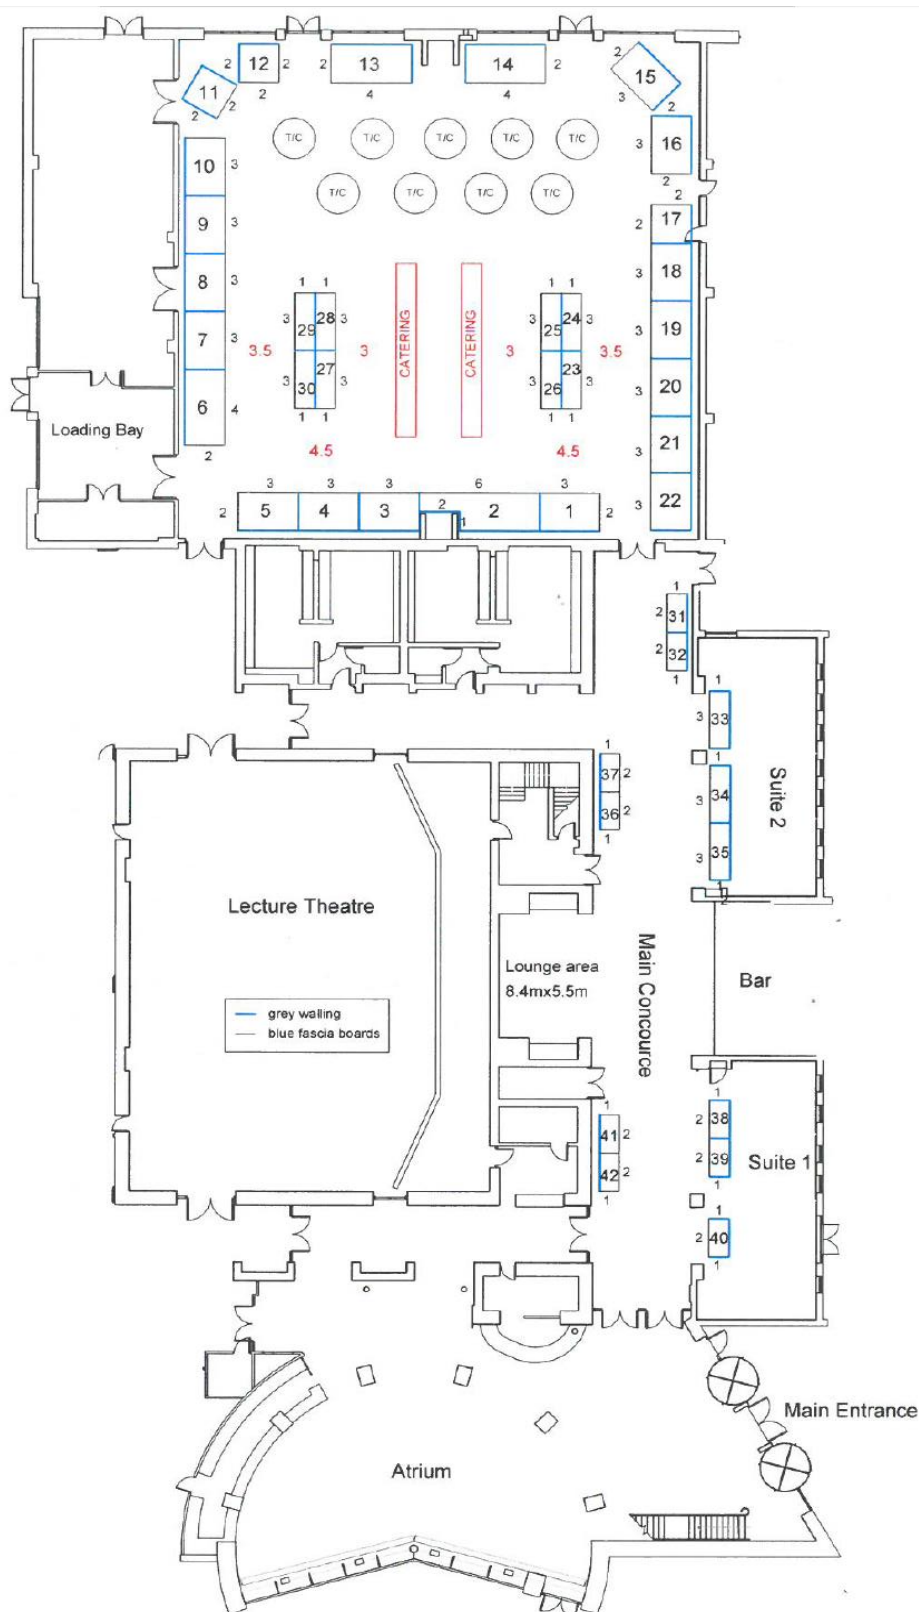 2 12 2
2
2 13
4
14 2
4
2 15
3 2
11
2 2
T/C T/C T/C T/C T/C
T/C T/C T/C T/C
3 16
2
10 3
9 3
8 3
7 3
6 4
2
2
2 17
3 18
3 19
3 20
3 21
3 22
1 1
3 29 28 3
3 30 27 3
1 1
3.5
3
CATERING
CATERING
3
1 1
3 25 24 3
3 26 23 3
1 1
3.5
4.5
4.5
Loading Bay
3 3 3 6 3
2 5 4 3 2 2 1 2
1
1
2 31
2 32
1
1
3 33
1
3 34
3 35
1
2
Suite 2
1
37 2
36 2
1
Lecture Theatre
grey walling
blue fascia boards
Lounge area
8.4mx5.5m
Main Concource
Bar
1
41 2
42 2
1
1
2 38
2 39
1
Suite 1
1
2 40
1
Main Entrance
Atrium